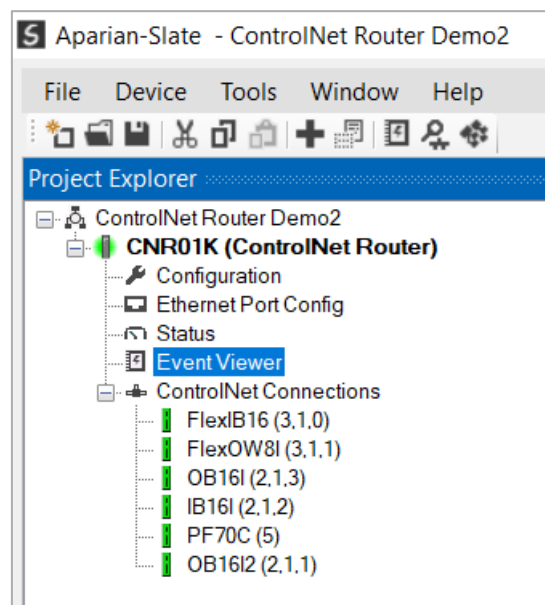 S Aparian-Slate - ControlNet Router Demo2
File Device Tools Window Help
Project Explorer
ControlNet Router Demo2
CNR01K (ControlNet Router)
Configuration
Ethernet Port Config
Status
Event Viewer
ControlNet Connections
FlexIB16 (3,1,0)
FlexOW8I (3,1,1)
OB16I (2,1,3)
IB16I (2,1,2)
PF70C (5)
OB16I2 (2,1,1)